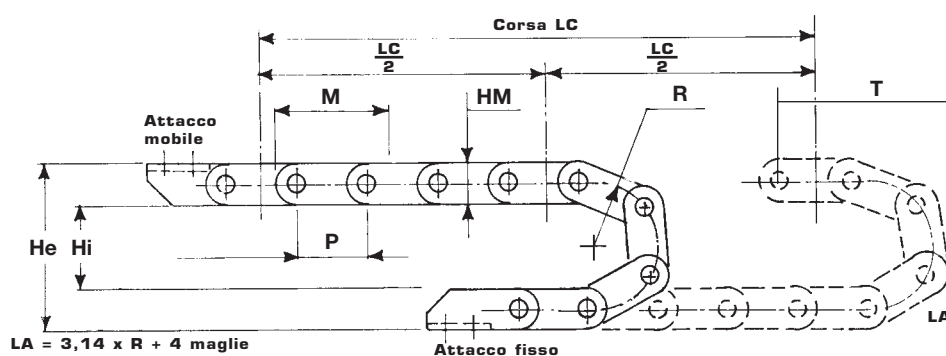 Corsa LC
LC
2
LC
2
T
M
HM
R
Attacco
mobile
He
Hi
P
LA
LA = 3,14 x R + 4 maglie
Attacco fisso